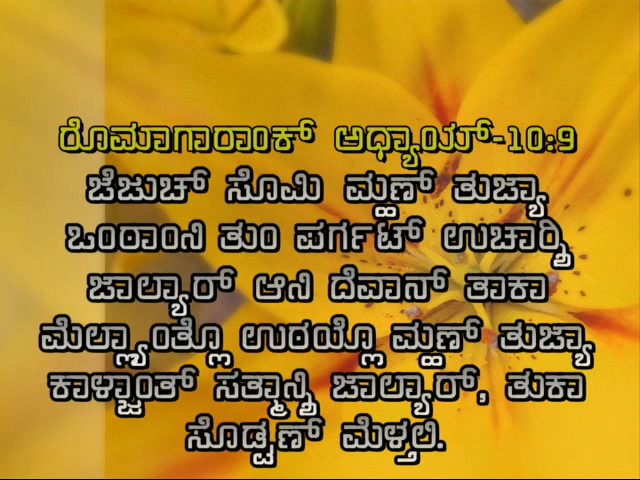 ರೊಮಾಗಾರಾಂಕ್ ಅಧ್ಯಾಯ್-10:9
ಜೆಜುಚ್ ಸೊಮಿ ಮ್ಹಣ್ ತುಜ್ಯಾ
ಒಂಠಾಂನಿ ತುಂ ಪರ್ಗಟ್ ಉಚಾರ್‍ನ್ಹಿ
ಜಾಲ್ಯಾರ್ ಆನಿ ದೆವಾನ್ ತಾಕಾ
ಮೆಲ್ಲ್ಯಾಂತ್ಲೊ ಉಠಯ್ಲೊ ಮ್ಹಣ್ ತುಜ್ಯಾ
ಕಾಳ್ಜಾಂತ್ ಸತ್ಮಾನ್ಹಿ ಜಾಲ್ಯಾರ್, ತುಕಾ
ಸೊಡ್ವಣ್ ಮೆಳ್ತಲಿ.